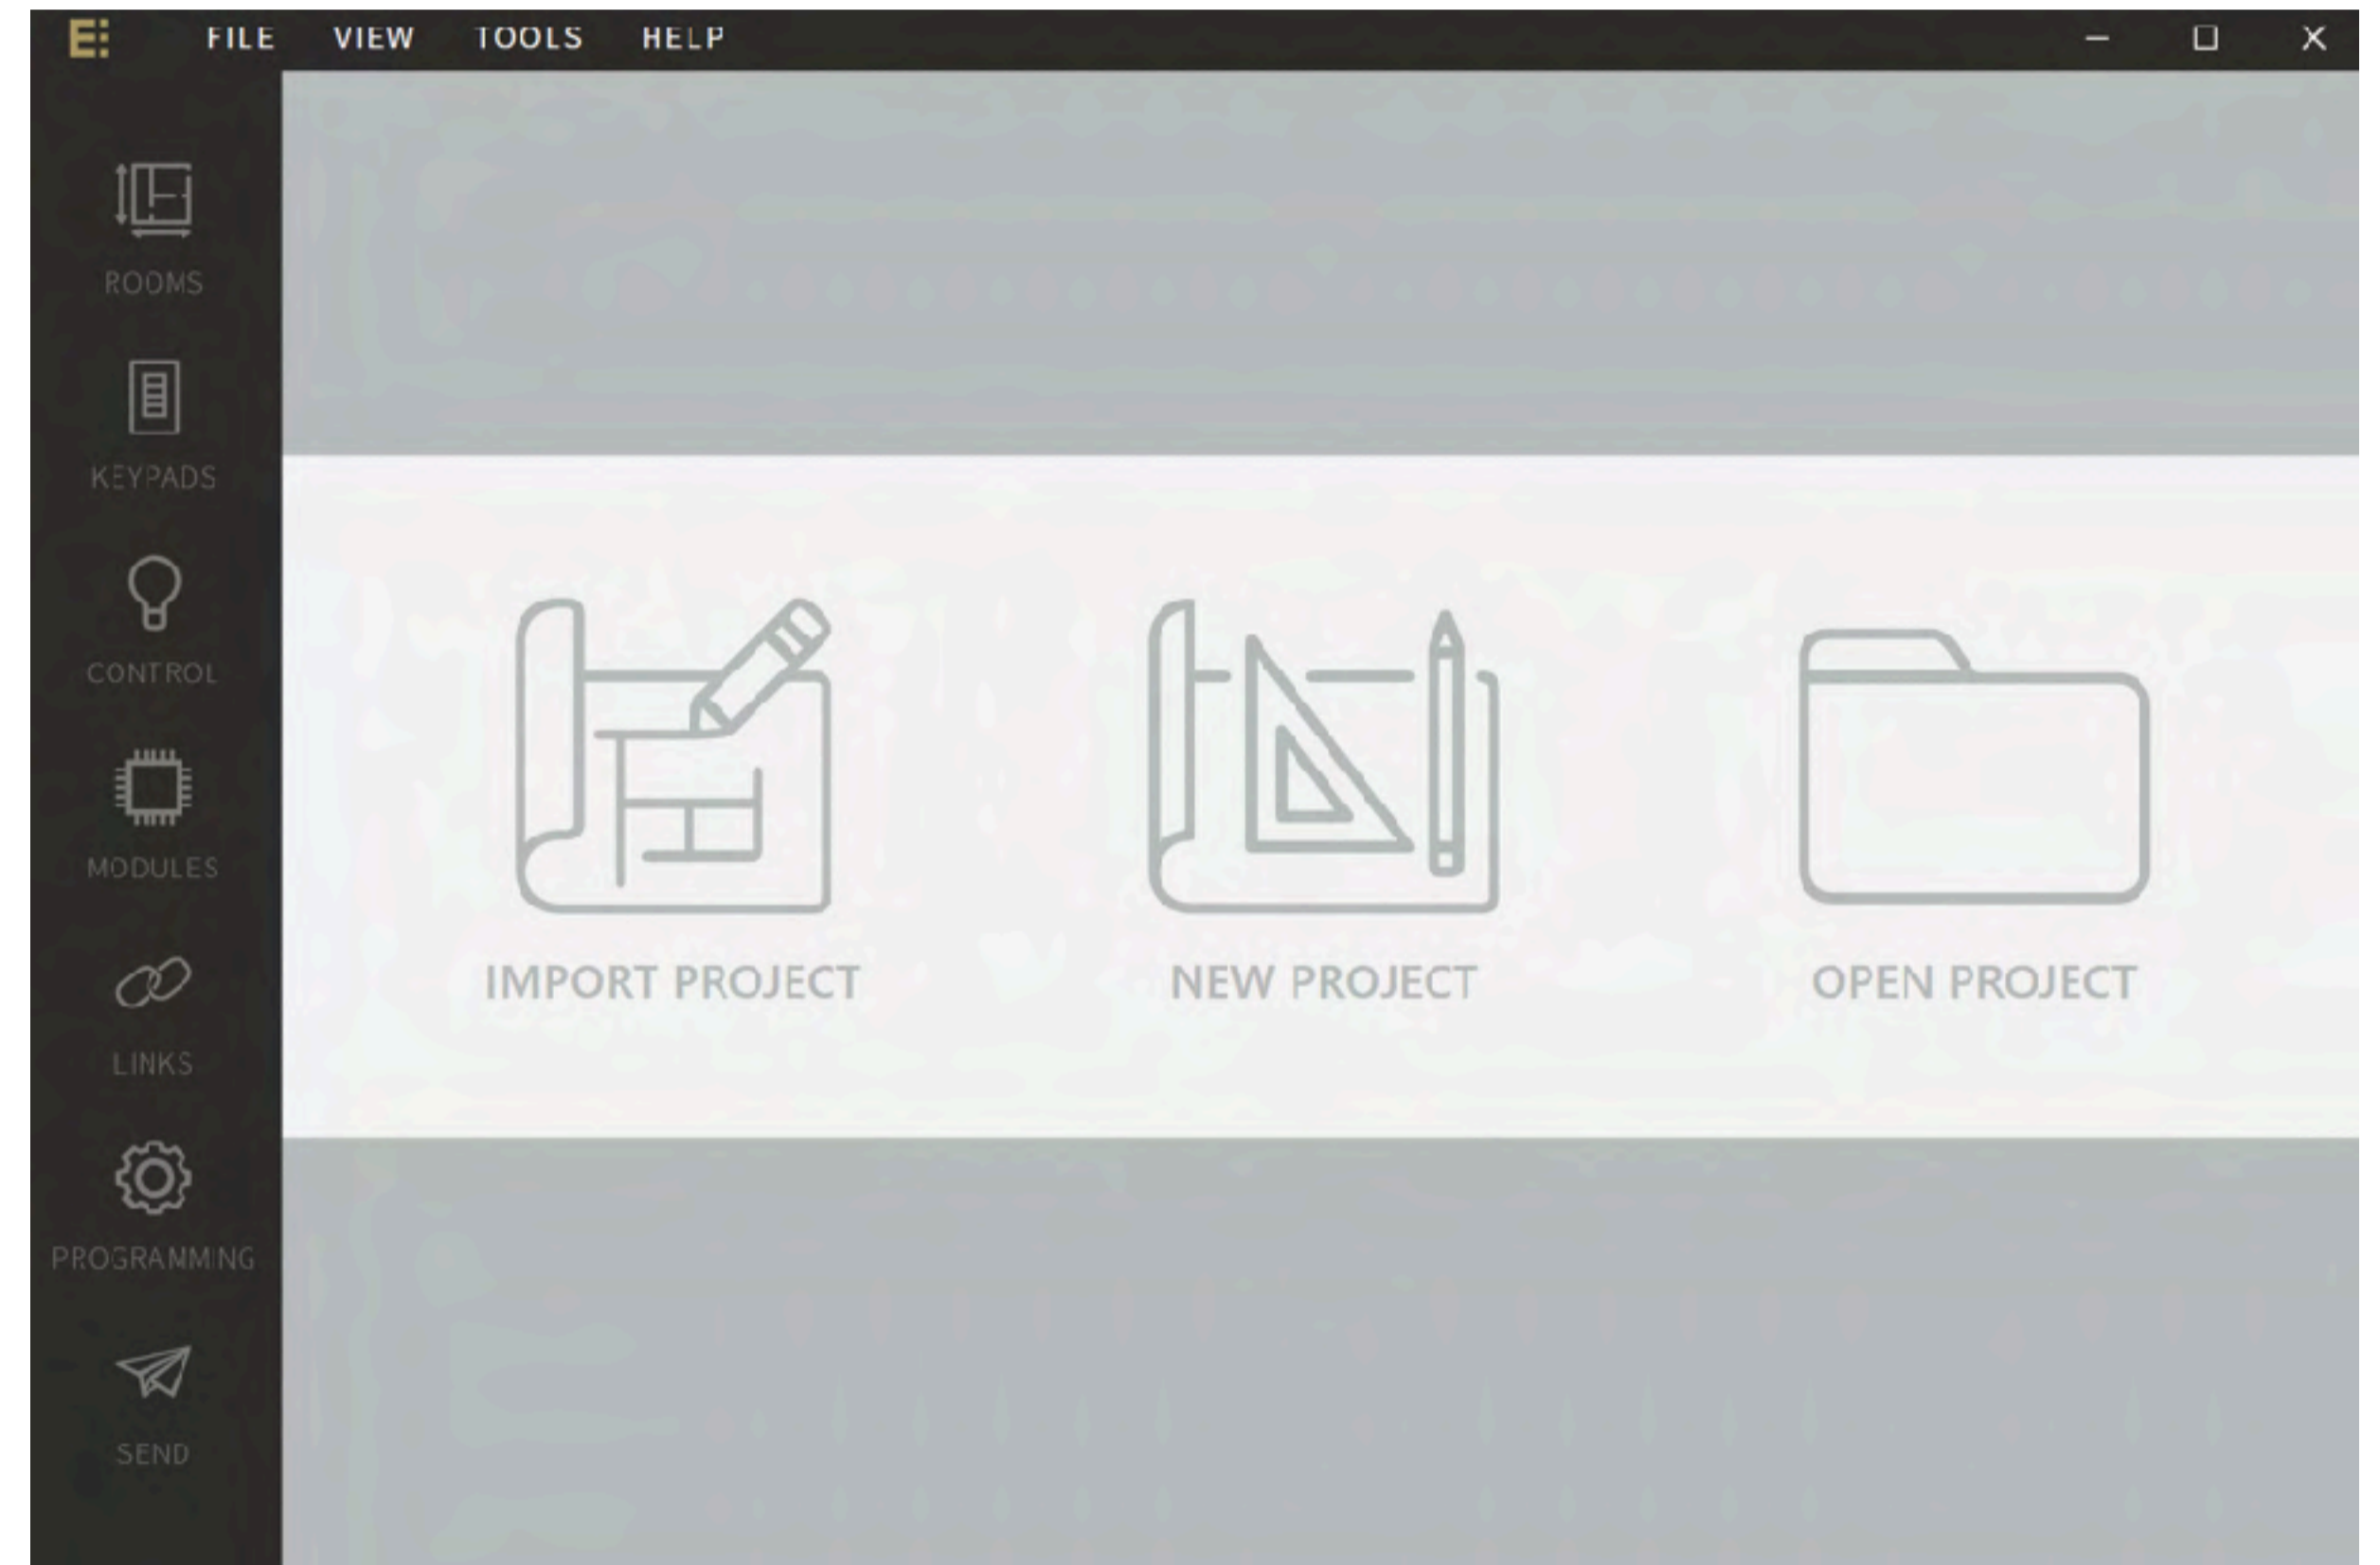 FILE VIEW TOOLS HELP
ROOMS
KEYPADS
CONTROL
MODULES
LINKS
PROGRAMMING
SEND
IMPORT PROJECT
NEW PROJECT
OPEN PROJECT